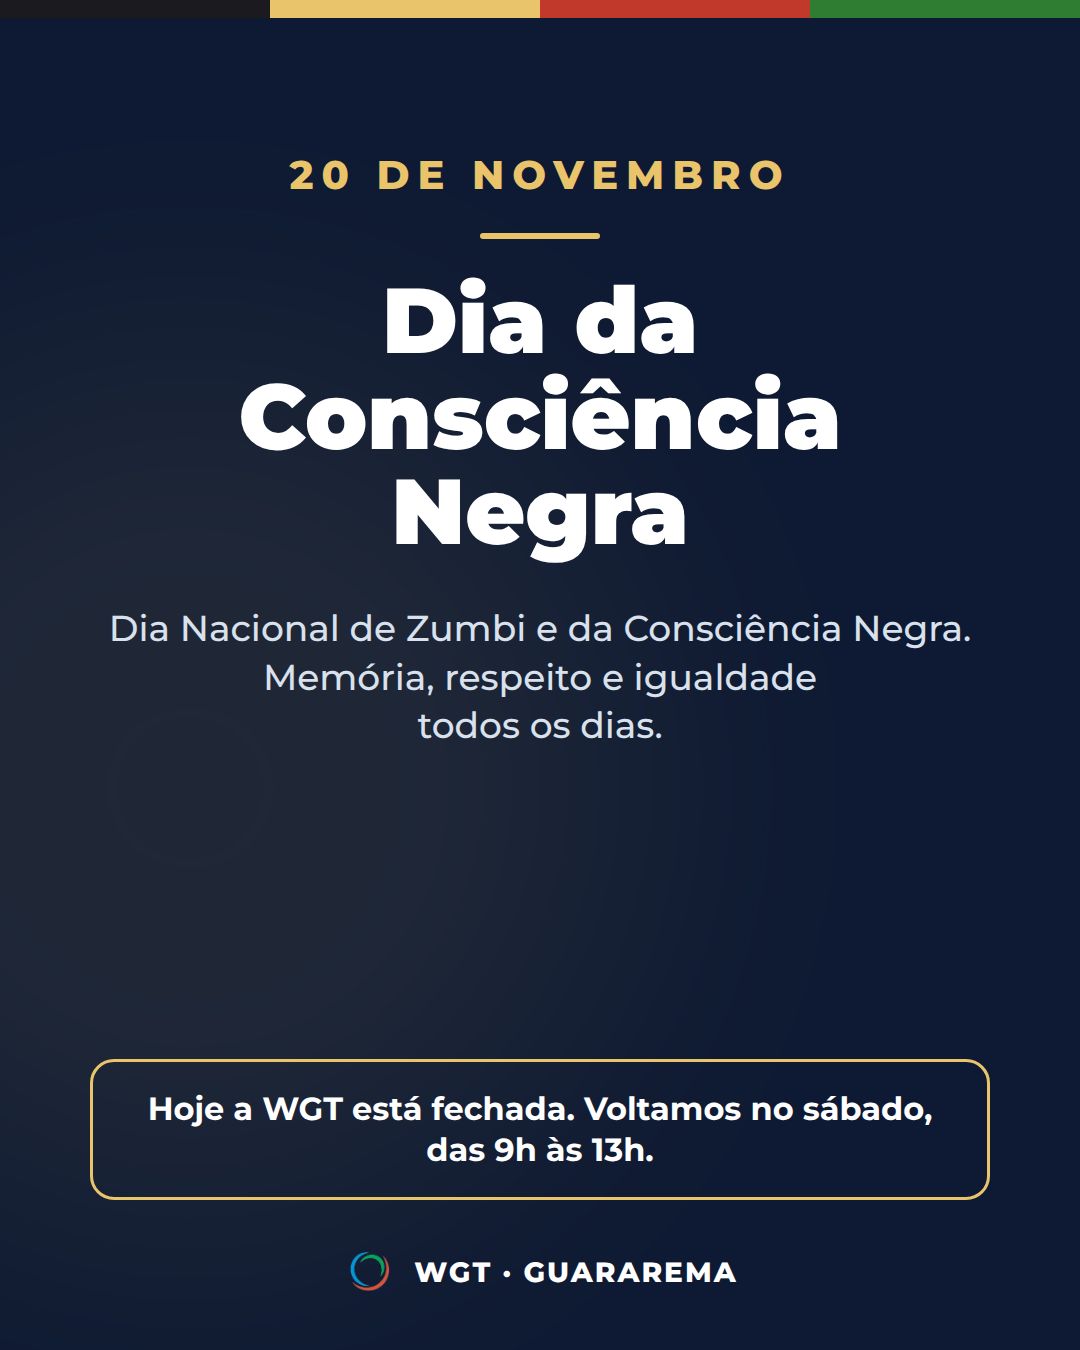 20 DE NOVEMBRO
Dia da
Consciência
Negra
Dia Nacional de Zumbi e da Consciência Negra.
Memória, respeito e igualdade
todos os dias.
Hoje a WGT está fechada. Voltamos no sábado,
das 9h às 13h.
WGT · GUARAREMA